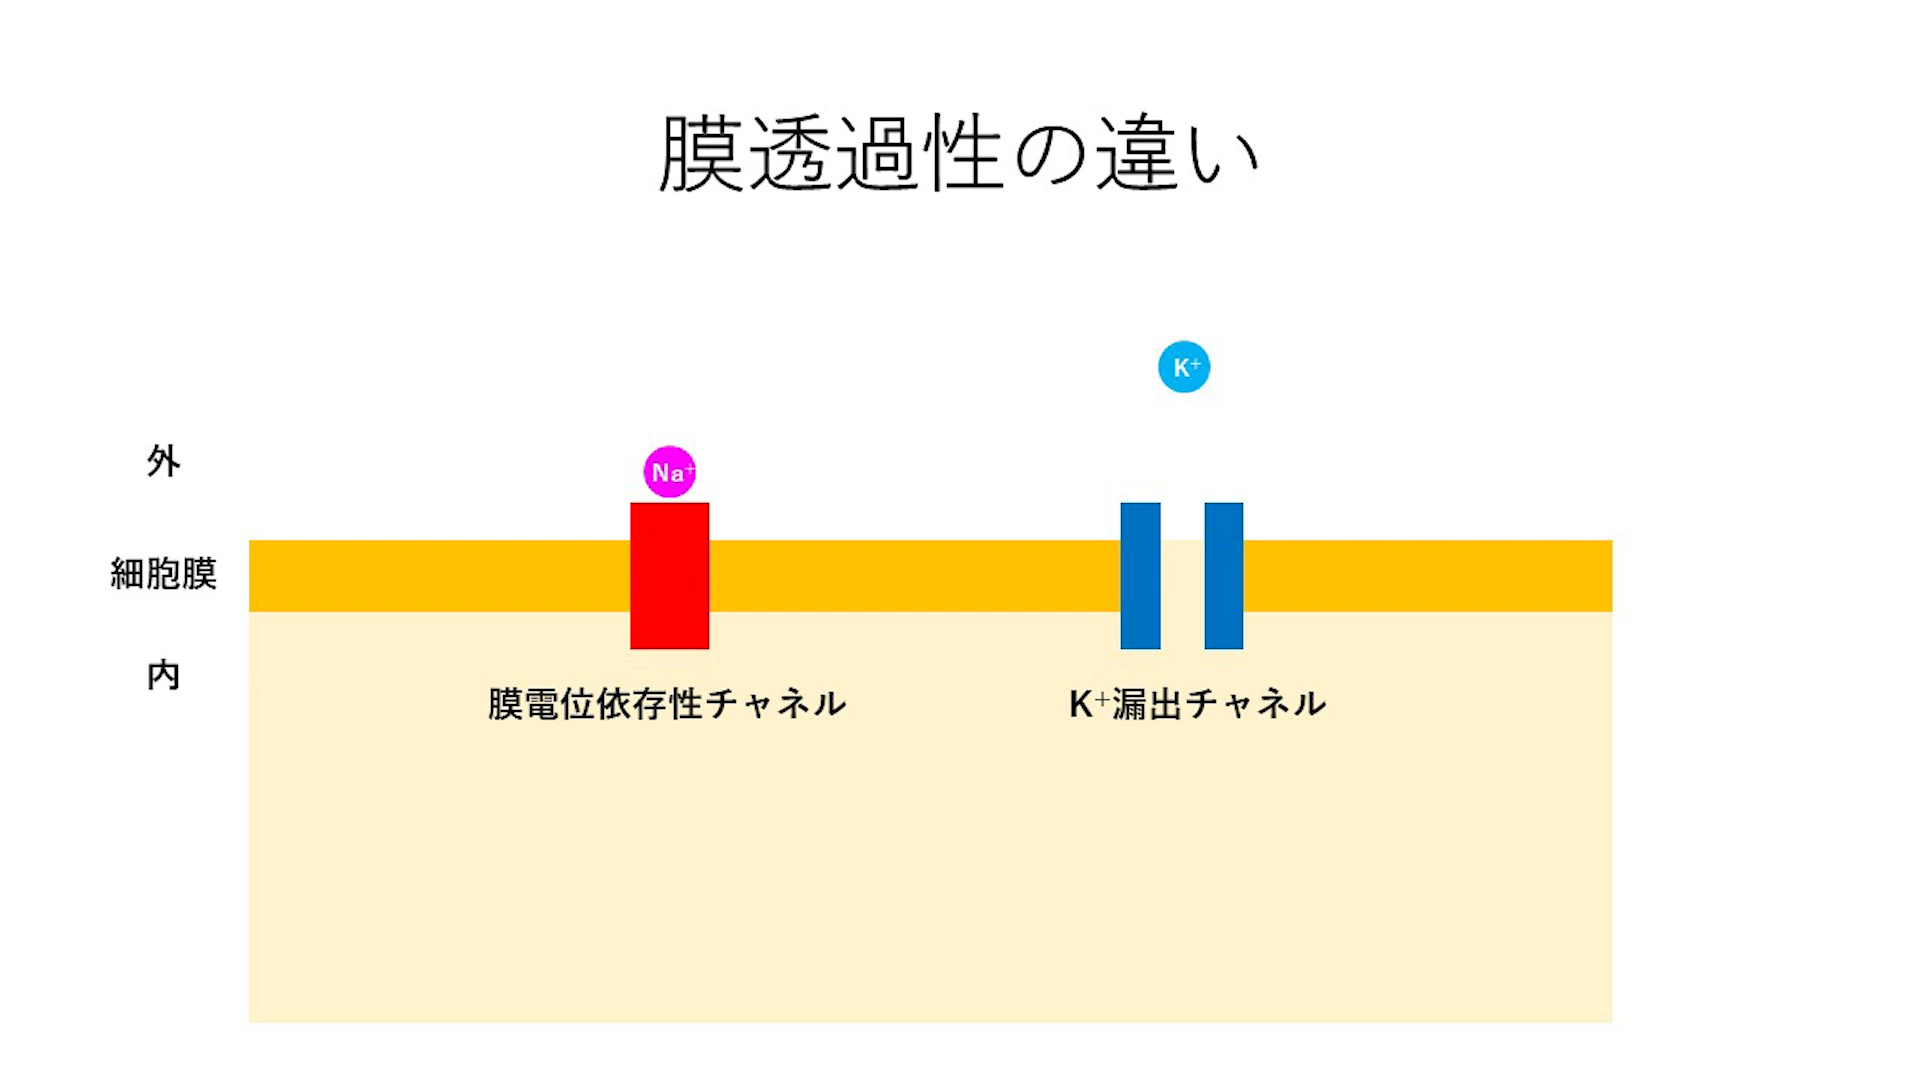 膜透過性の違い
K⁺
外
Na⁺
細胞膜
内
膜電位依存性チャネル
K⁺漏出チャネル